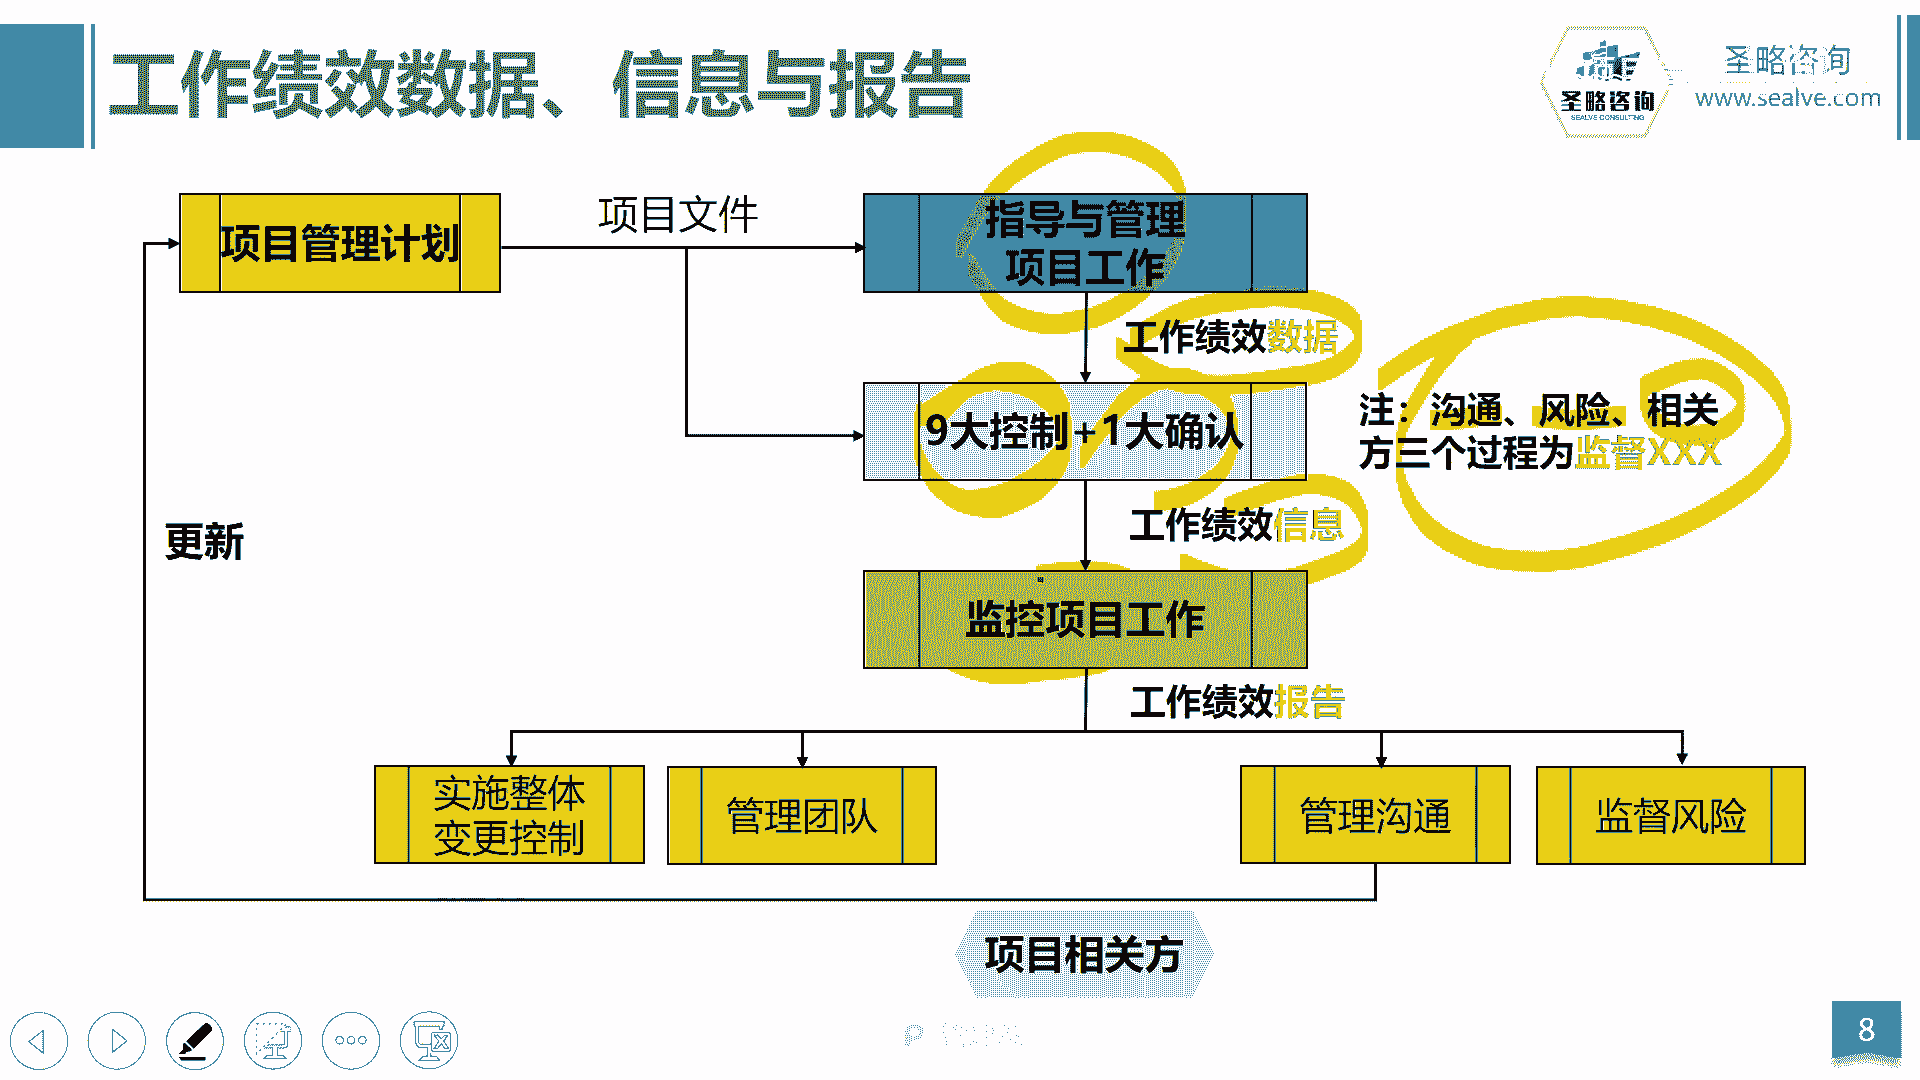 工作绩效数据、信息与报告
圣略咨询
SEALVE CONSULTING
圣略咨询
www.sealve.com
项目管理计划
项目文件
指导与管理
项目工作
工作绩效数据
9大控制+1大确认
注：沟通、风险、相关
方三个过程为监督XXX
工作绩效信息
更新
监控项目工作
工作绩效报告
实施整体
变更控制
管理团队
管理沟通
监督风险
项目相关方
8